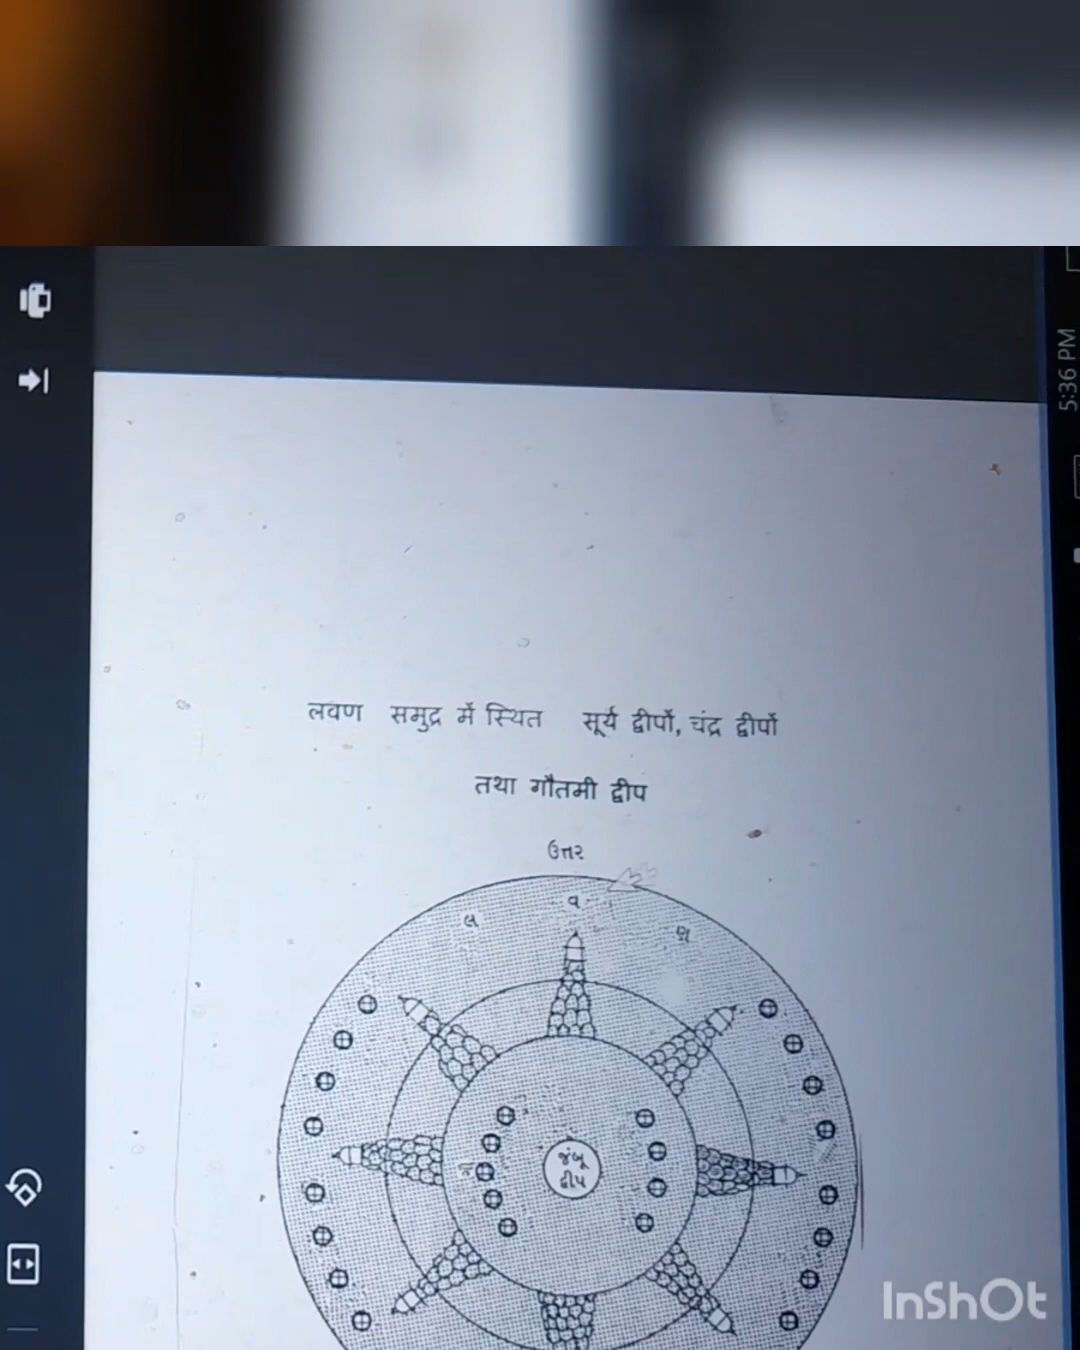 5:36 PM
लवण समुद्र में स्थित सूर्य द्वीपों, चंद्र द्वीपों
तथा गौतमी द्वीप
ઉત્તર
લ વ ણ
જંબૂ
દ્વીપ
InShOt